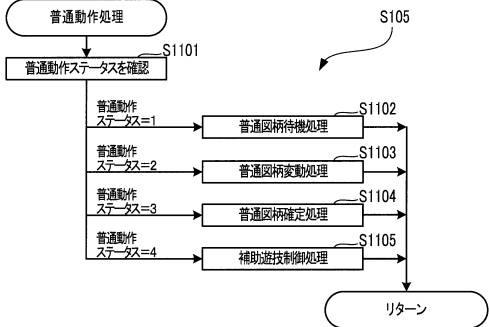 普通動作処理
S105
S1101
普通動作ステータスを確認
普通動作
ステータス=1
S1102
普通図柄待機処理
普通動作
ステータス=2
S1103
普通図柄変動処理
普通動作
ステータス=3
S1104
普通図柄確定処理
普通動作
ステータス=4
S1105
補助遊技制御処理
リターン